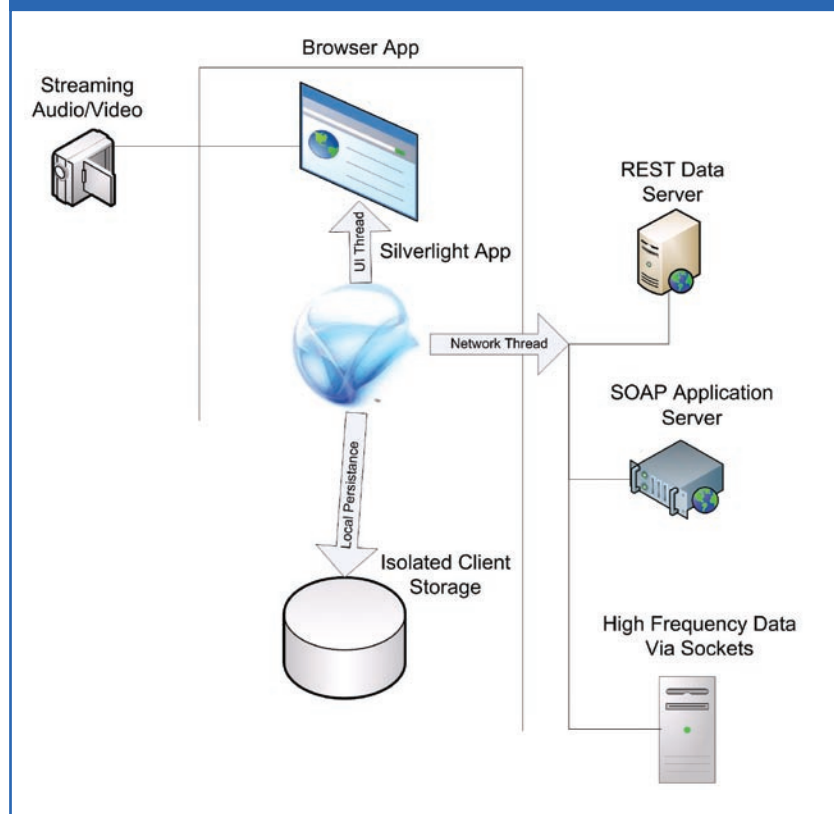 Browser App
Streaming
Audio/Video
REST Data
Server
UI Thread
Silverlight App
Network Thread
SOAP Application
Server
Local Persistance
Isolated Client
Storage
High Frequency Data
Via Sockets